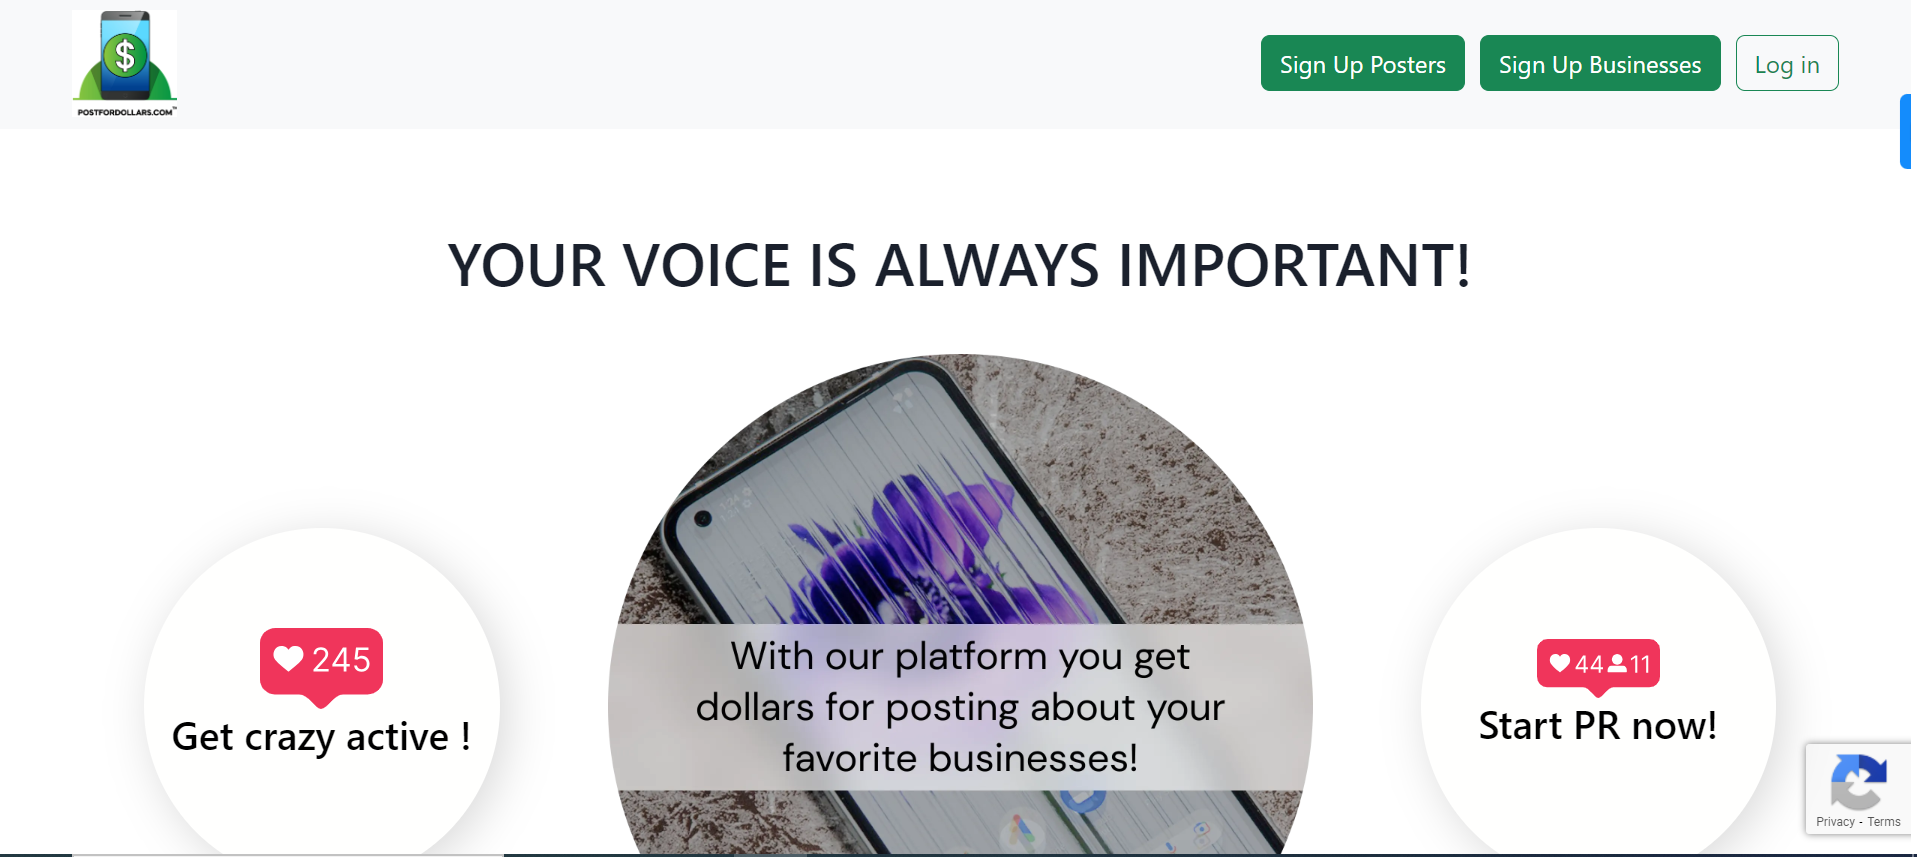 $
POSTFORDOLLARS.COM™
Sign Up Posters
Sign Up Businesses
Log in
YOUR VOICE IS ALWAYS IMPORTANT!
245
Get crazy active !
With our platform you get
dollars for posting about your
favorite businesses!
44 11
Start PR now!
Privacy - Terms